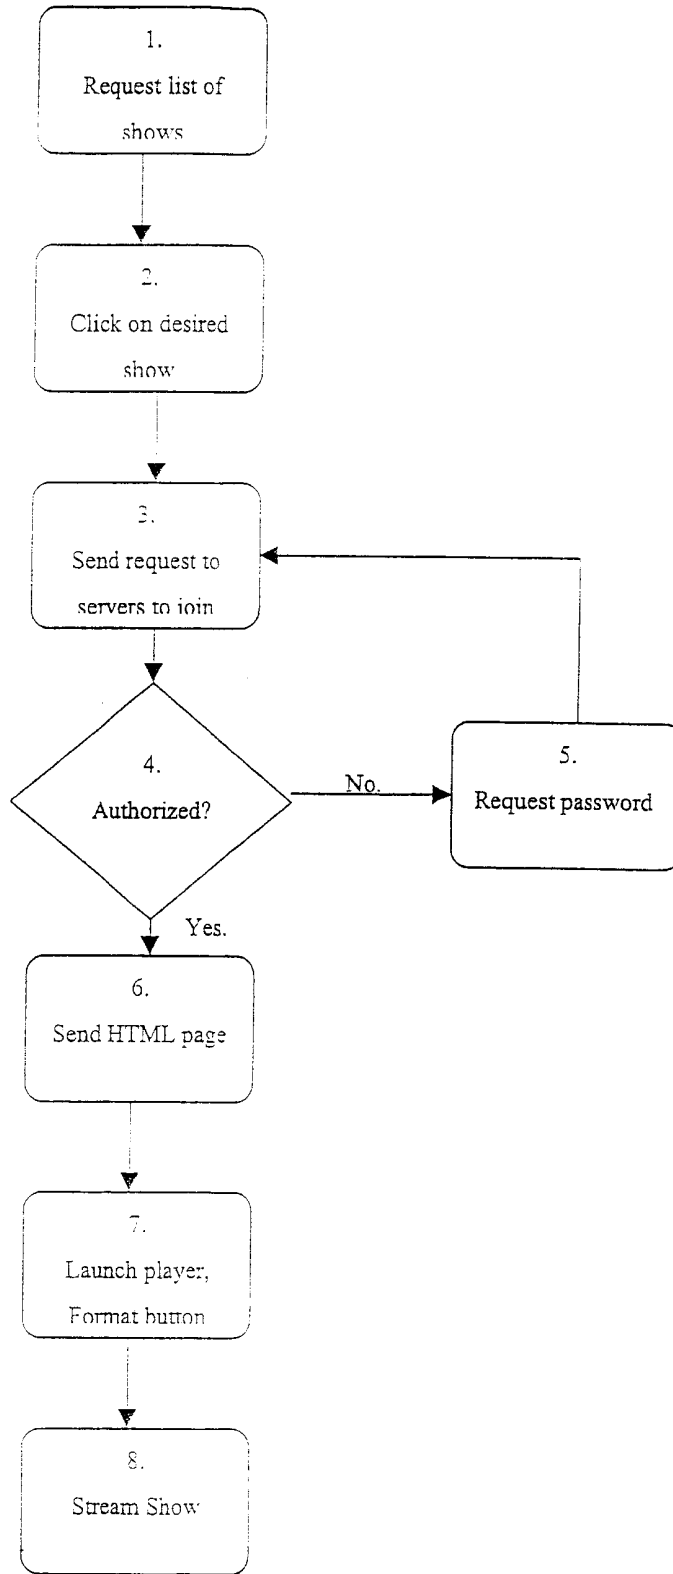 1.
Request list of
shows
2.
Click on desired
show
3.
Send request to
servers to join
4.
Authorized?
No.
5.
Request password
Yes.
6.
Send HTML page
7.
Launch player,
Format button
8.
Stream Show